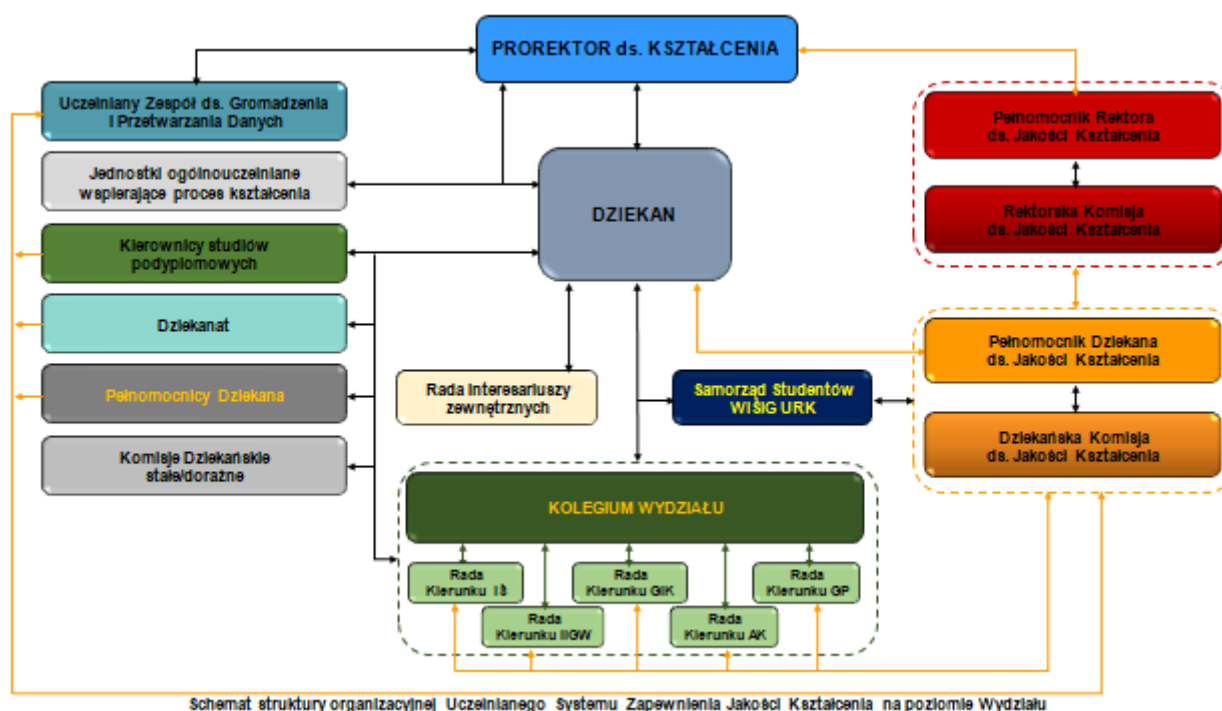 PROREKTOR ds. KSZTAŁCENIA
Uczelniany Zespół ds. Gromadzenia
i Przetwarzania Danych
Jednostki ogólnouczelniane
wspierające proces kształcenia
Kierownicy studiów
podyplomowych
Dziekanat
Pełnomocnicy Dziekana
Komisje Dziekańskie
stałe/doraźne
DZIEKAN
Rada Interesariuszy
zewnętrznych
Samorząd Studentów
WIŚIG URK
Pełnomocnik Rektora
ds. Jakości Kształcenia
Rektorska Komisja
ds. Jakości Kształcenia
Pełnomocnik Dziekana
ds. Jakości Kształcenia
Dziekańska Komisja
ds. Jakości Kształcenia
KOLEGIUM WYDZIAŁU
Rada
Kierunku IŚ
Rada
Kierunku GIK
Rada
Kierunku GP
Rada
Kierunku IIGW
Rada
Kierunku AK
Schemat struktury organizacyjnej Uczelnianego Systemu Zapewnienia Jakości Kształcenia na poziomie Wydziału